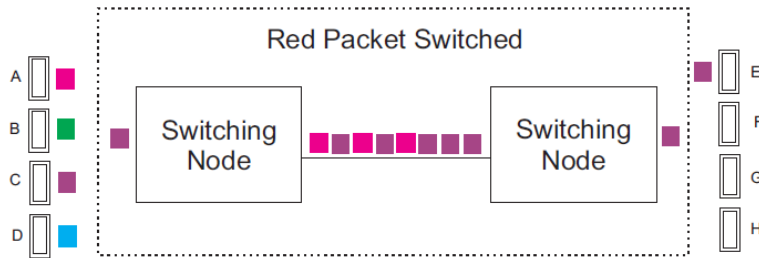 Red Packet Switched
A
B
C
D
Switching
Node
Switching
Node
E
F
G
H